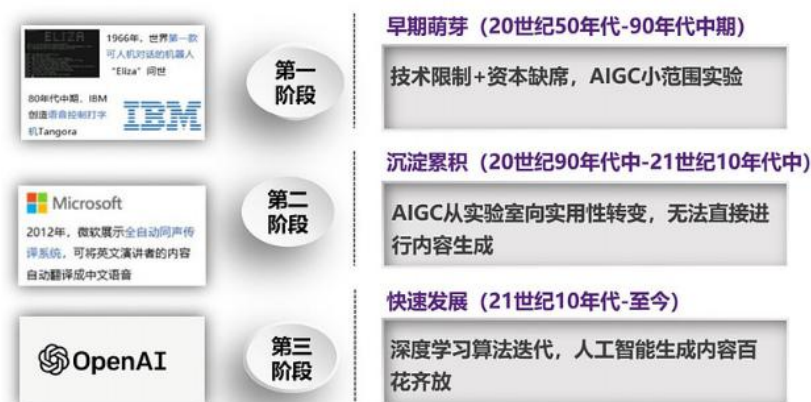 ELIZA
1966年，世界第一款
可人机对话的机器人
“Eliza”问世
80年代中期，IBM
创造语音控制打字
机Tangora
IBM
第一
阶段
早期萌芽（20世纪50年代-90年代中期）
技术限制+资本缺席，AIGC小范围实验
Microsoft
2012年，微软展示全自动同声传
译系统，可将英文演讲者的内容
自动翻译成中文语音
第二
阶段
沉淀累积（20世纪90年代中-21世纪10年代中)
AIGC从实验室向实用性转变，无法直接进
行内容生成
OpenAI
第三
阶段
快速发展（21世纪10年代-至今）
深度学习算法迭代，人工智能生成内容百
花齐放